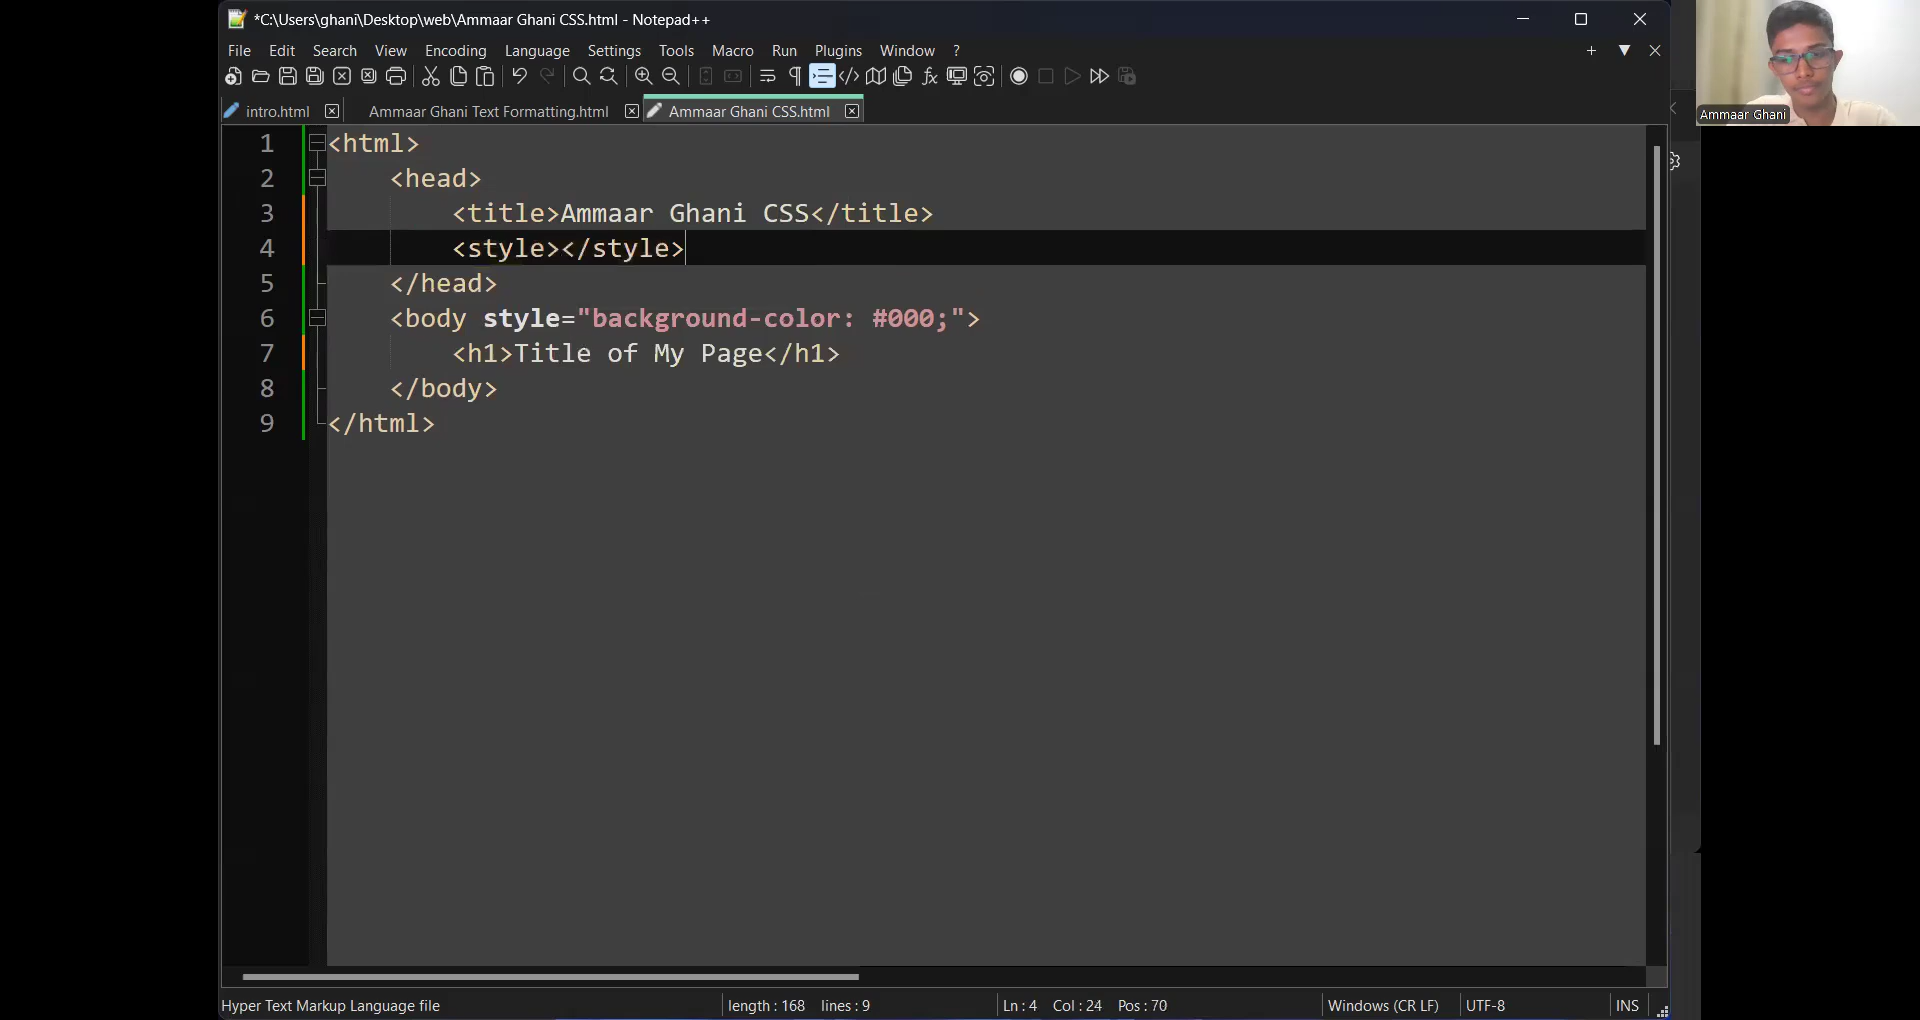 *C:\Users\ghani\Desktop\web\Ammaar Ghani CSS.html - Notepad++
File Edit Search View Encoding Language Settings Tools Macro Run Plugins Window ?
intro.html Ammaar Ghani Text Formatting.html Ammaar Ghani CSS.html
Ammaar Ghani
1 <html>
2 <head>
3 <title>Ammaar Ghani CSS</title>
4 <style></style>
5 </head>
6 <body style="background-color: #000;">
7 <h1>Title of My Page</h1>
8 </body>
9 </html>
Hyper Text Markup Language file length : 168 lines : 9 Ln : 4 Col : 24 Pos : 70 Windows (CR LF) UTF-8 INS